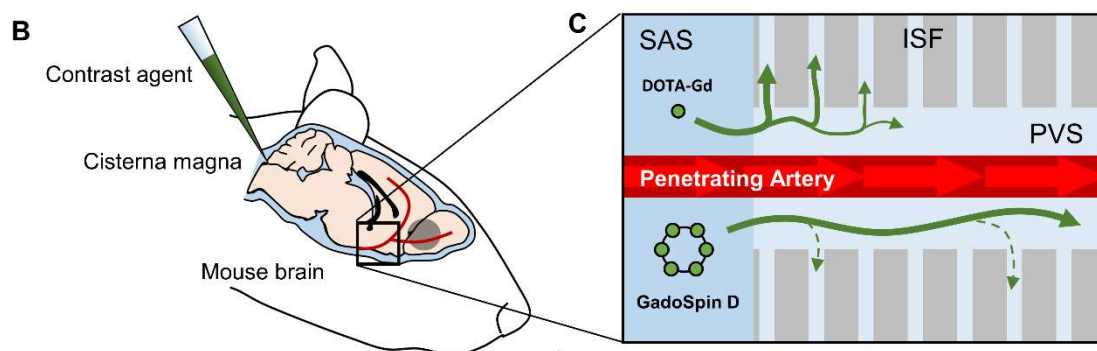 B
Contrast agent
Cisterna magna
Mouse brain
C
SAS
ISF
DOTA-Gd
PVS
Penetrating Artery
GadoSpin D